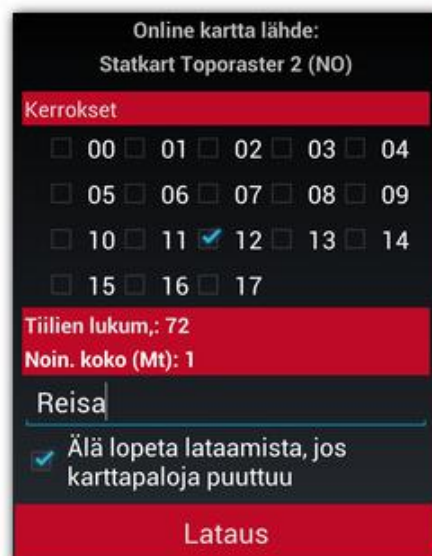 Online kartta lähde:
Statkart Toporaster 2 (NO)
Kerrokset
00 01 02 03 04
05 06 07 08 09
10 11 12 13 14
15 16 17
Tiilien lukum,: 72
Noin. koko (Mt): 1
Reisa
Älä lopeta lataamista, jos
karttapaloja puuttuu
Lataus